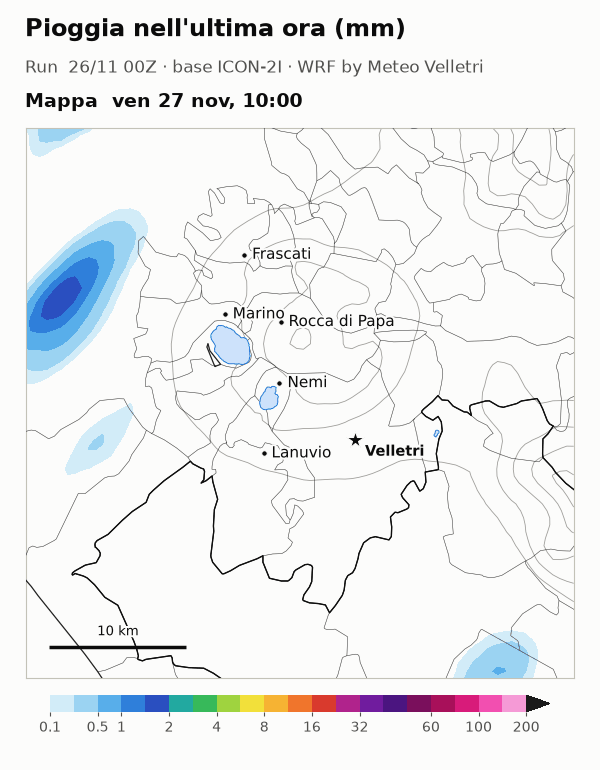 Pioggia nell'ultima ora (mm)
Run  26/11 00Z · base ICON-2I · WRF by Meteo Velletri
Mappa  ven 27 nov, 10:00
Frascati
Marino
Rocca di Papa
Nemi
Velletri
Lanuvio
10 km
0.1 0.5 1 2 4 8 16 32 60 100 200